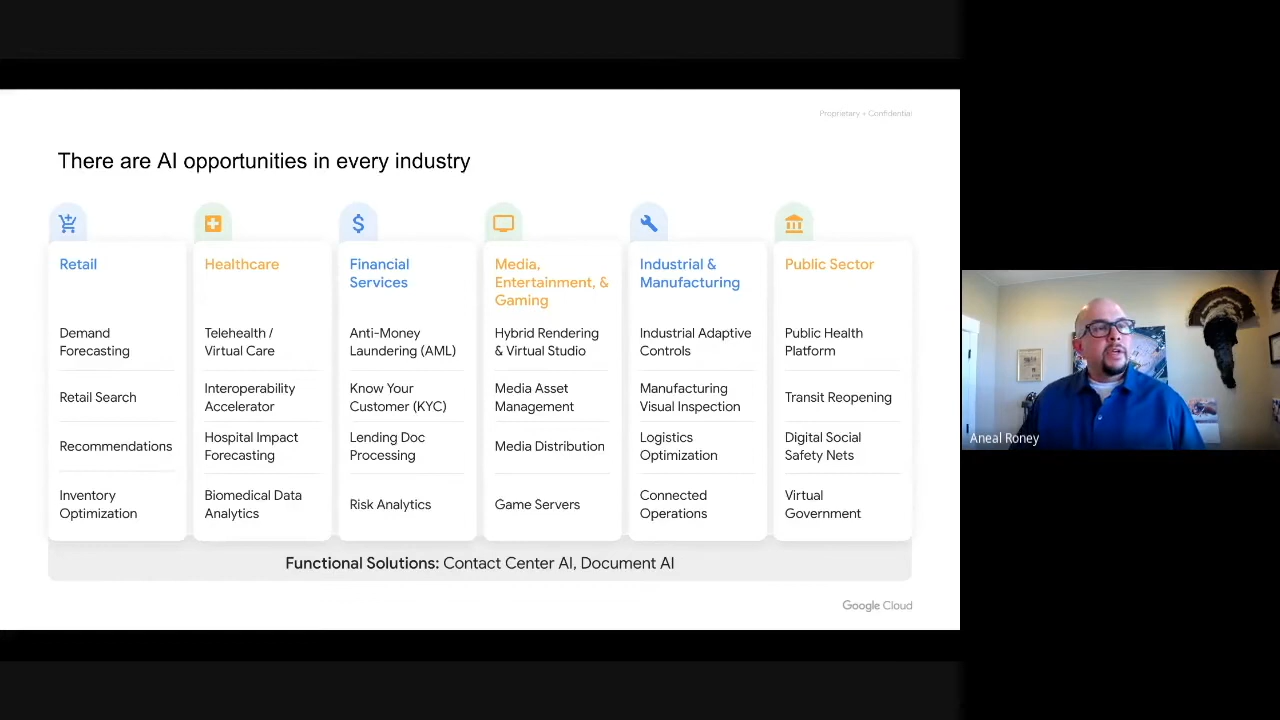 Proprietary + Confidential
There are AI opportunities in every industry
Retail
Demand
Forecasting
Retail Search
Recommendations
Inventory
Optimization
Healthcare
Telehealth /
Virtual Care
Interoperability
Accelerator
Hospital Impact
Forecasting
Biomedical Data
Analytics
Financial
Services
Anti-Money
Laundering (AML)
Know Your
Customer (KYC)
Lending Doc
Processing
Risk Analytics
Media,
Entertainment, &
Gaming
Hybrid Rendering
& Virtual Studio
Media Asset
Management
Media Distribution
Game Servers
Industrial &
Manufacturing
Industrial Adaptive
Controls
Manufacturing
Visual Inspection
Logistics
Optimization
Connected
Operations
Public Sector
Public Health
Platform
Transit Reopening
Digital Social
Safety Nets
Virtual
Government
Functional Solutions: Contact Center AI, Document AI
Google Cloud
Aneal Roney